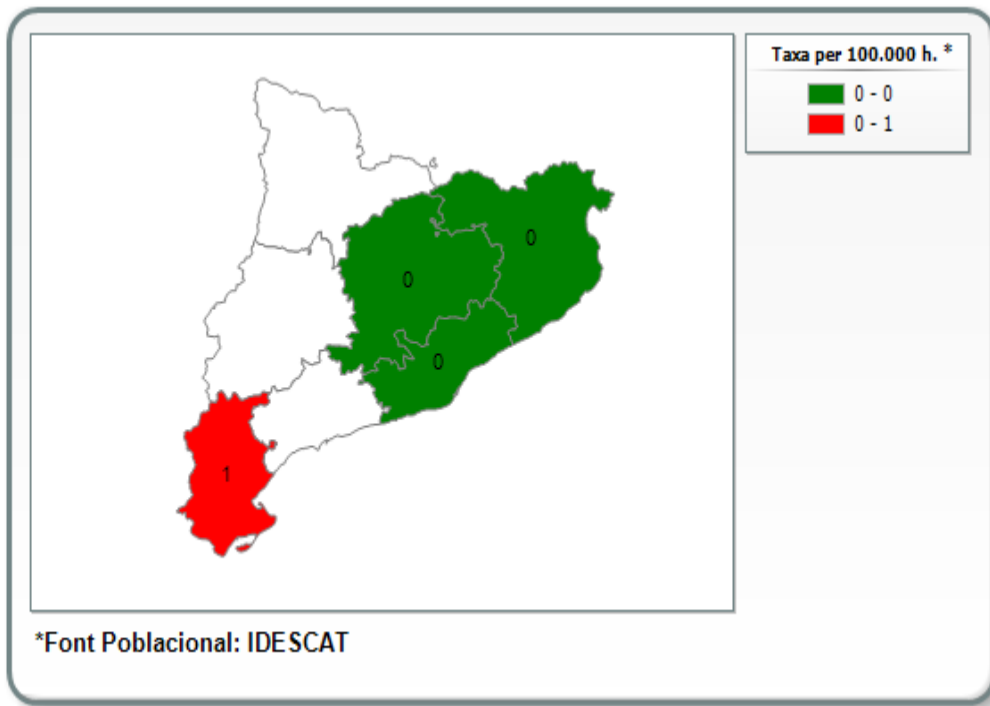 Taxa per 100.000 h. *
0 - 0
0 - 1
0
0
0
1
*Font Poblacional: IDESCAT